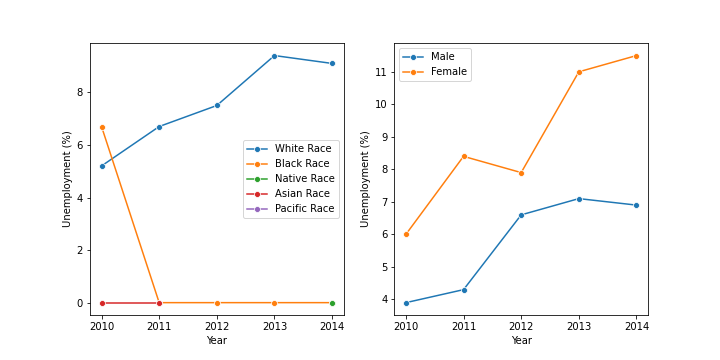 Unemployment (%)
8
6
4
2
0
2010 2011 2012 2013 2014
Year
White Race
Black Race
Native Race
Asian Race
Pacific Race
Unemployment (%)
11
10
9
8
7
6
5
4
2010 2011 2012 2013 2014
Year
Male
Female